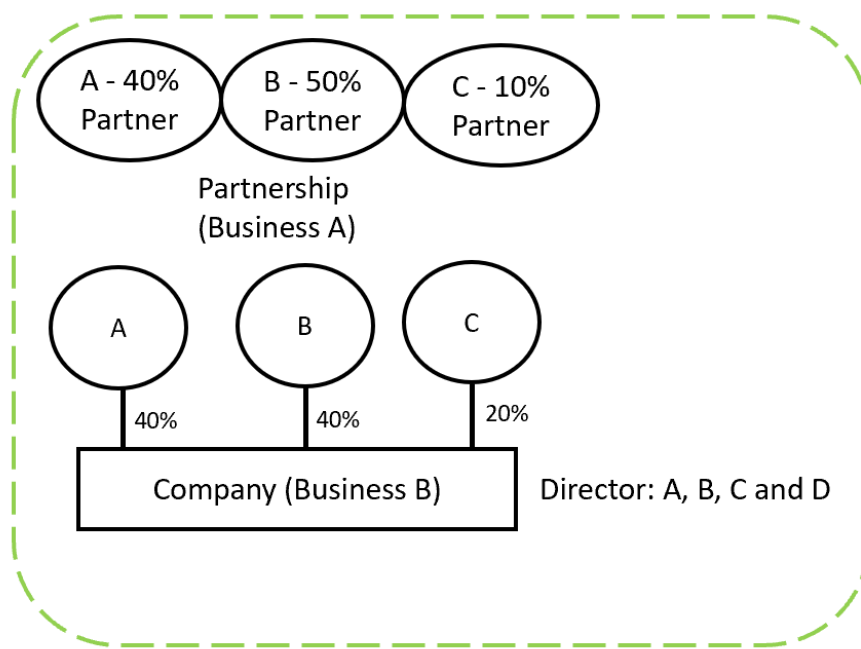 A - 40%
Partner
B - 50%
Partner
C - 10%
Partner
Partnership
(Business A)
A
B
C
40%
40%
20%
Company (Business B)
Director: A, B, C and D